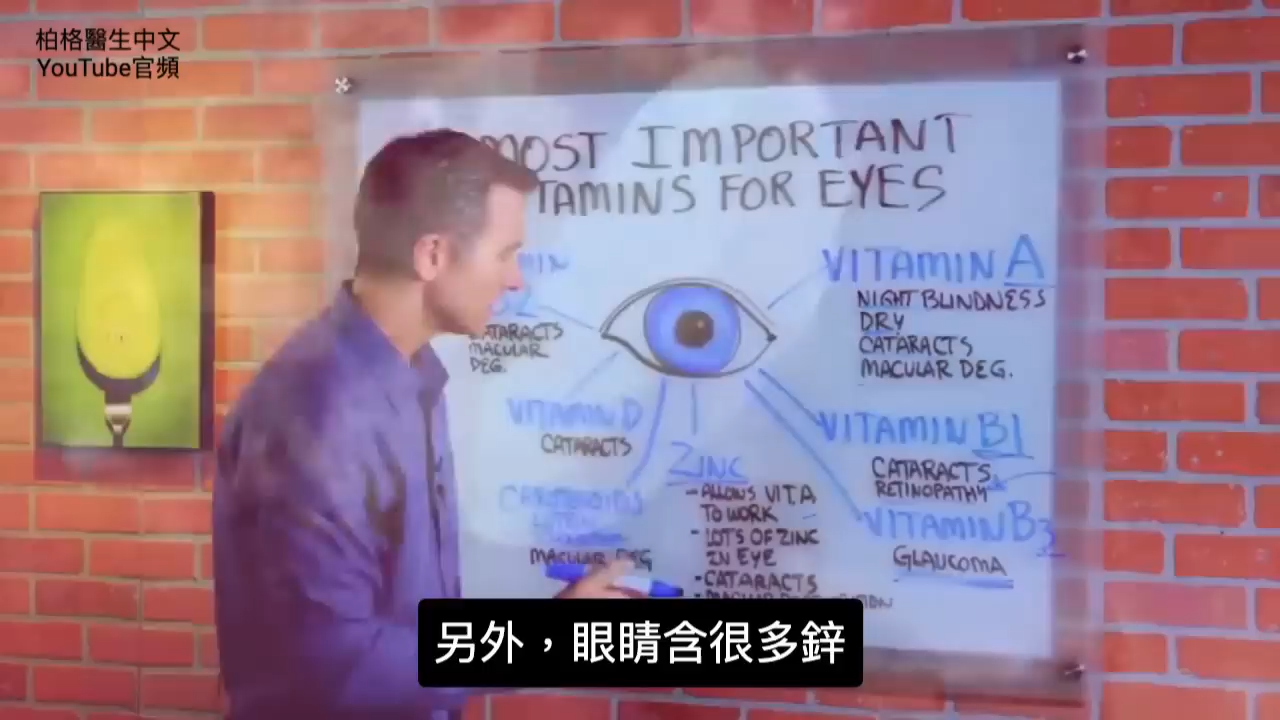 柏格醫生中文
YouTube官頻
MOST IMPORTANT
TAMINS FOR EYES
MIN
B2
CATARACTS
MACULAR
DEG.
VITAMIN D
CATARACTS
CAROTENOIDS
MACULAR DEG
ZINC
- ALLOWS VIT A
TO WORK
- LOTS OF ZINC
IN EYE
- CATARACTS
VITAMIN A
NIGHT BLINDNESS
DRY
CATARACTS
MACULAR DEG.
VITAMIN B1
CATARACTS
RETINOPATHY
VITAMIN B3
GLAUCOMA
另外，眼睛含很多鋅